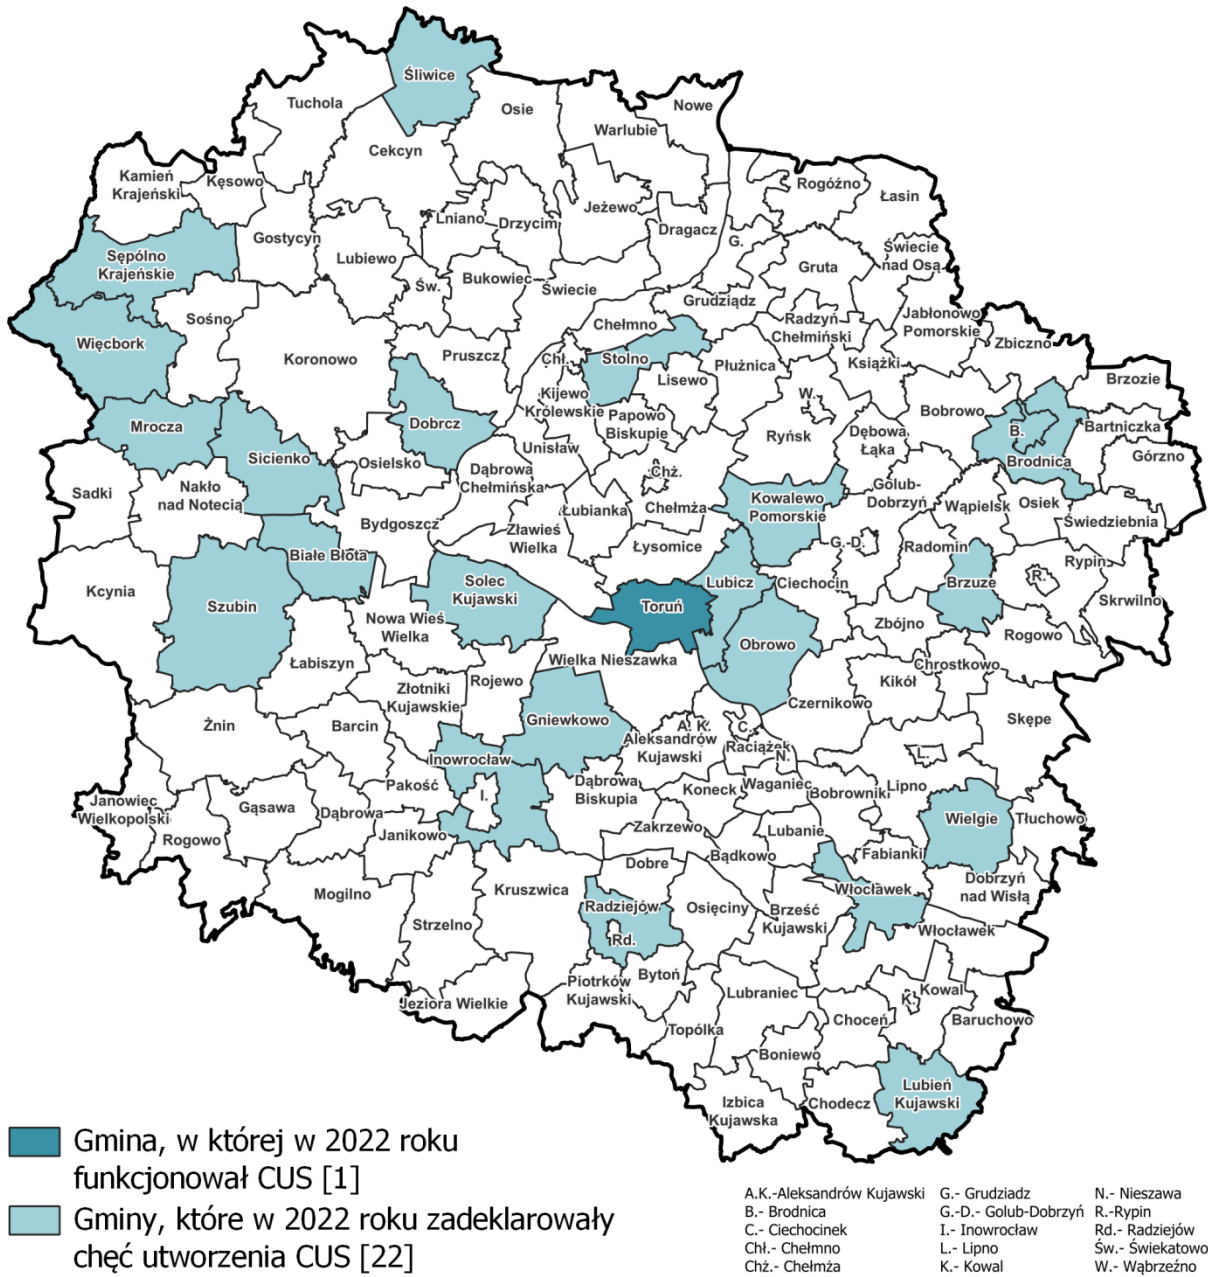 Śliwice
Tuchola
Osie
Nowe
Warlubie
Cekcyn
Kamień
Krajeński
Kęsowo
Rogóźno
Łasin
Jeżewo
Lniano
Drzycim
Dragacz
Gostycyn
G.
Świecie
nad Osą
Sępólno
Krajeńskie
Lubiewo
Gruta
Bukowiec
Św.
Świecie
Grudziądz
Sośno
Chełmno
Radzyń
Chełmiński
Jabłonowo
Pomorskie
Zbiczno
Więcbork
Koronowo
Pruszcz
Chł.
Stolno
Płużnica
Książki
Lisewo
Brzozie
Kijewo
Królewskie
W.
Bobrowo
Mrocza
Dobrcz
Papowo
Biskupie
Ryńsk
Dębowa
Łąka
B.
Bartniczka
Sicienko
Osielsko
Unisław
Brodnica
Górzno
Dąbrowa
Chełmińska
Chż.
Sadki
Nakło
nad Notecią
Golub-
Dobrzyń
Kowalewo
Pomorskie
Wąpielsk
Osiek
Chełmża
Łubianka
Bydgoszcz
Zławieś
Wielka
Świedziebnia
Łysomice
G.-D.
Radomin
Białe Błota
Rypin
Solec
Kujawski
Lubicz
Ciechocin
Brzuze
R.
Kcynia
Szubin
Toruń
Skrwilno
Nowa Wieś
Wielka
Zbójno
Rogowo
Obrowo
Łabiszyn
Wielka Nieszawka
Chrostkowo
Rojewo
Kikół
Złotniki
Kujawskie
Czernikowo
Gniewkowo
Skępe
Żnin
Barcin
A. K.
C.
Aleksandrów
Kujawski
Raciążek
Inowrocław
N.
L.
Pakość
Dąbrowa
Biskupia
Koneck
Waganiec
Bobrowniki
Lipno
I.
Janowiec
Wielkopolski
Gąsawa
Dąbrowa
Wielgie
Tłuchowo
Rogowo
Janikowo
Zakrzewo
Lubanie
Bądkowo
Fabianki
Dobre
Dobrzyń
nad Wisłą
Mogilno
Kruszwica
Włocławek
Radziejów
Osięciny
Brześć
Kujawski
Strzelno
Rd.
Włocławek
Piotrków
Kujawski
Bytoń
Jeziora Wielkie
Lubraniec
K.
Kowal
Choceń
Baruchowo
Topólka
Boniewo
Lubień
Kujawski
Izbica
Kujawska
Chodecz
Gmina, w której w 2022 roku
funkcjonował CUS [1]
Gminy, które w 2022 roku zadeklarowały
chęć utworzenia CUS [22]
A.K.-Aleksandrów Kujawski
B.- Brodnica
C.- Ciechocinek
Chł.- Chełmno
Chż.- Chełmża
G.- Grudziadz
G.-D.- Golub-Dobrzyń
I.- Inowrocław
L.- Lipno
K.- Kowal
N.- Nieszawa
R.-Rypin
Rd.- Radziejów
Św.- Świekatowo
W.- Wąbrzeźno